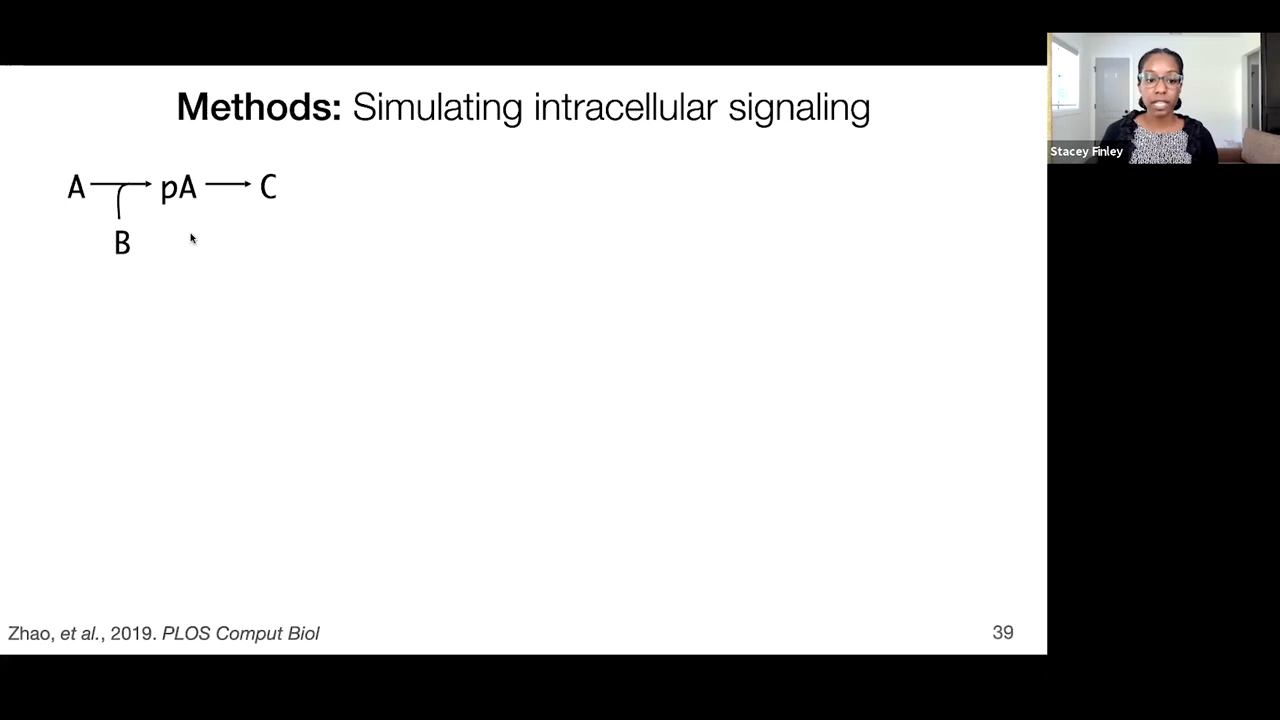 Methods: Simulating intracellular signaling
Stacey Finley
A pA C
B
Zhao, et al., 2019. PLOS Comput Biol
39